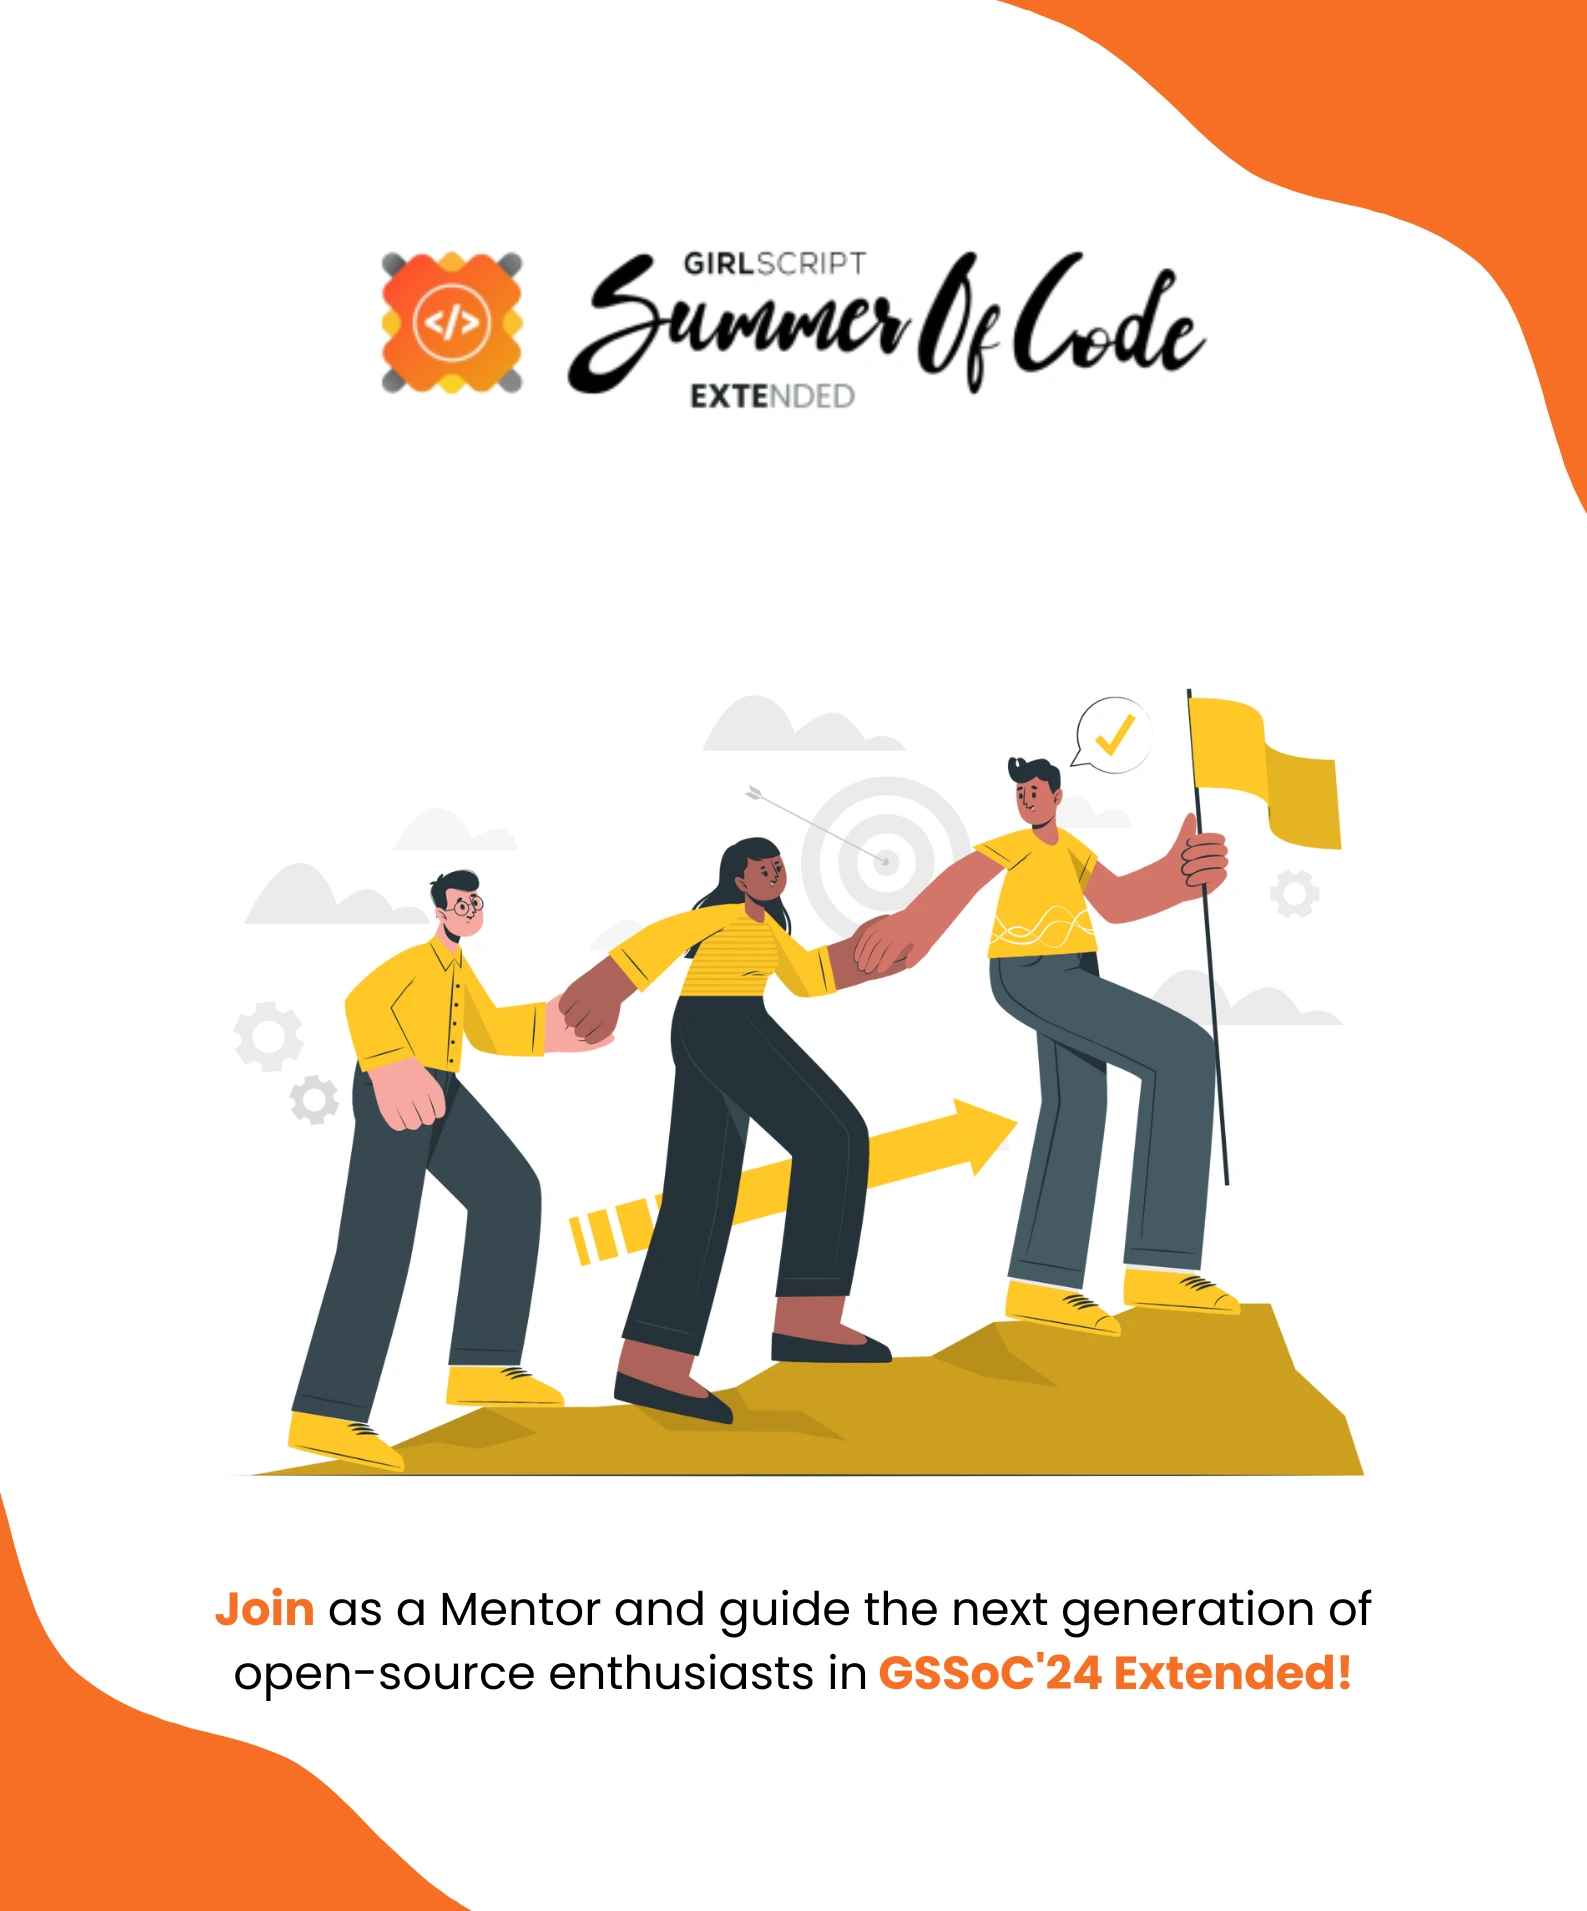 </>
GIRLSCRIPT
Summer Of Code
EXTENDED
Join as a Mentor and guide the next generation of
open-source enthusiasts in GSSoC'24 Extended!